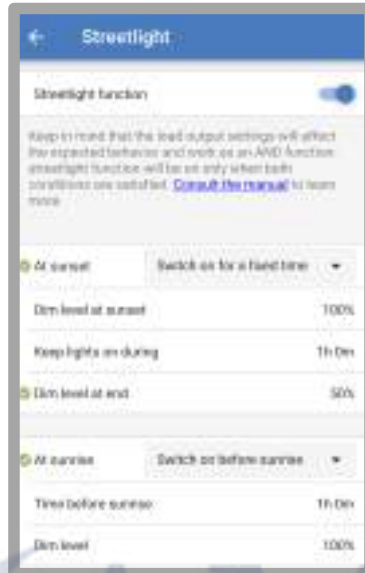 Streetlight
Streetlight function
Keep in mind that the load output settings will affect
the expected behavior and work as an AND function:
streetlight function will be on only when both
conditions are satisfied. Consult the manual to learn
more
At sunset Switch on for a fixed time
Dim level at sunset 100%
Keep lights on during 1h 0m
Dim level at end 50%
At sunrise Switch on before sunrise
Time before sunrise 1h 0m
Dim level 100%